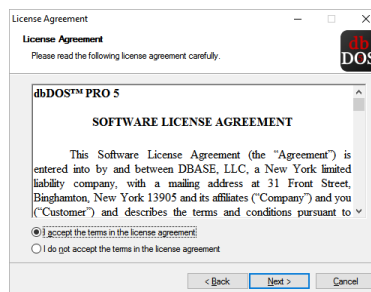 License Agreement
License Agreement
Please read the following license agreement carefully.
db
DOS
dbDOS™ PRO 5
SOFTWARE LICENSE AGREEMENT
This Software License Agreement (the "Agreement") is
entered into by and between DBASE, LLC, a New York limited
liability company, with a mailing address at 31 Front Street,
Binghamton, New York 13905 and its affiliates ("Company") and you
("Customer") and describes the terms and conditions pursuant to
I accept the terms in the license agreement
I do not accept the terms in the license agreement
< Back
Next >
Cancel